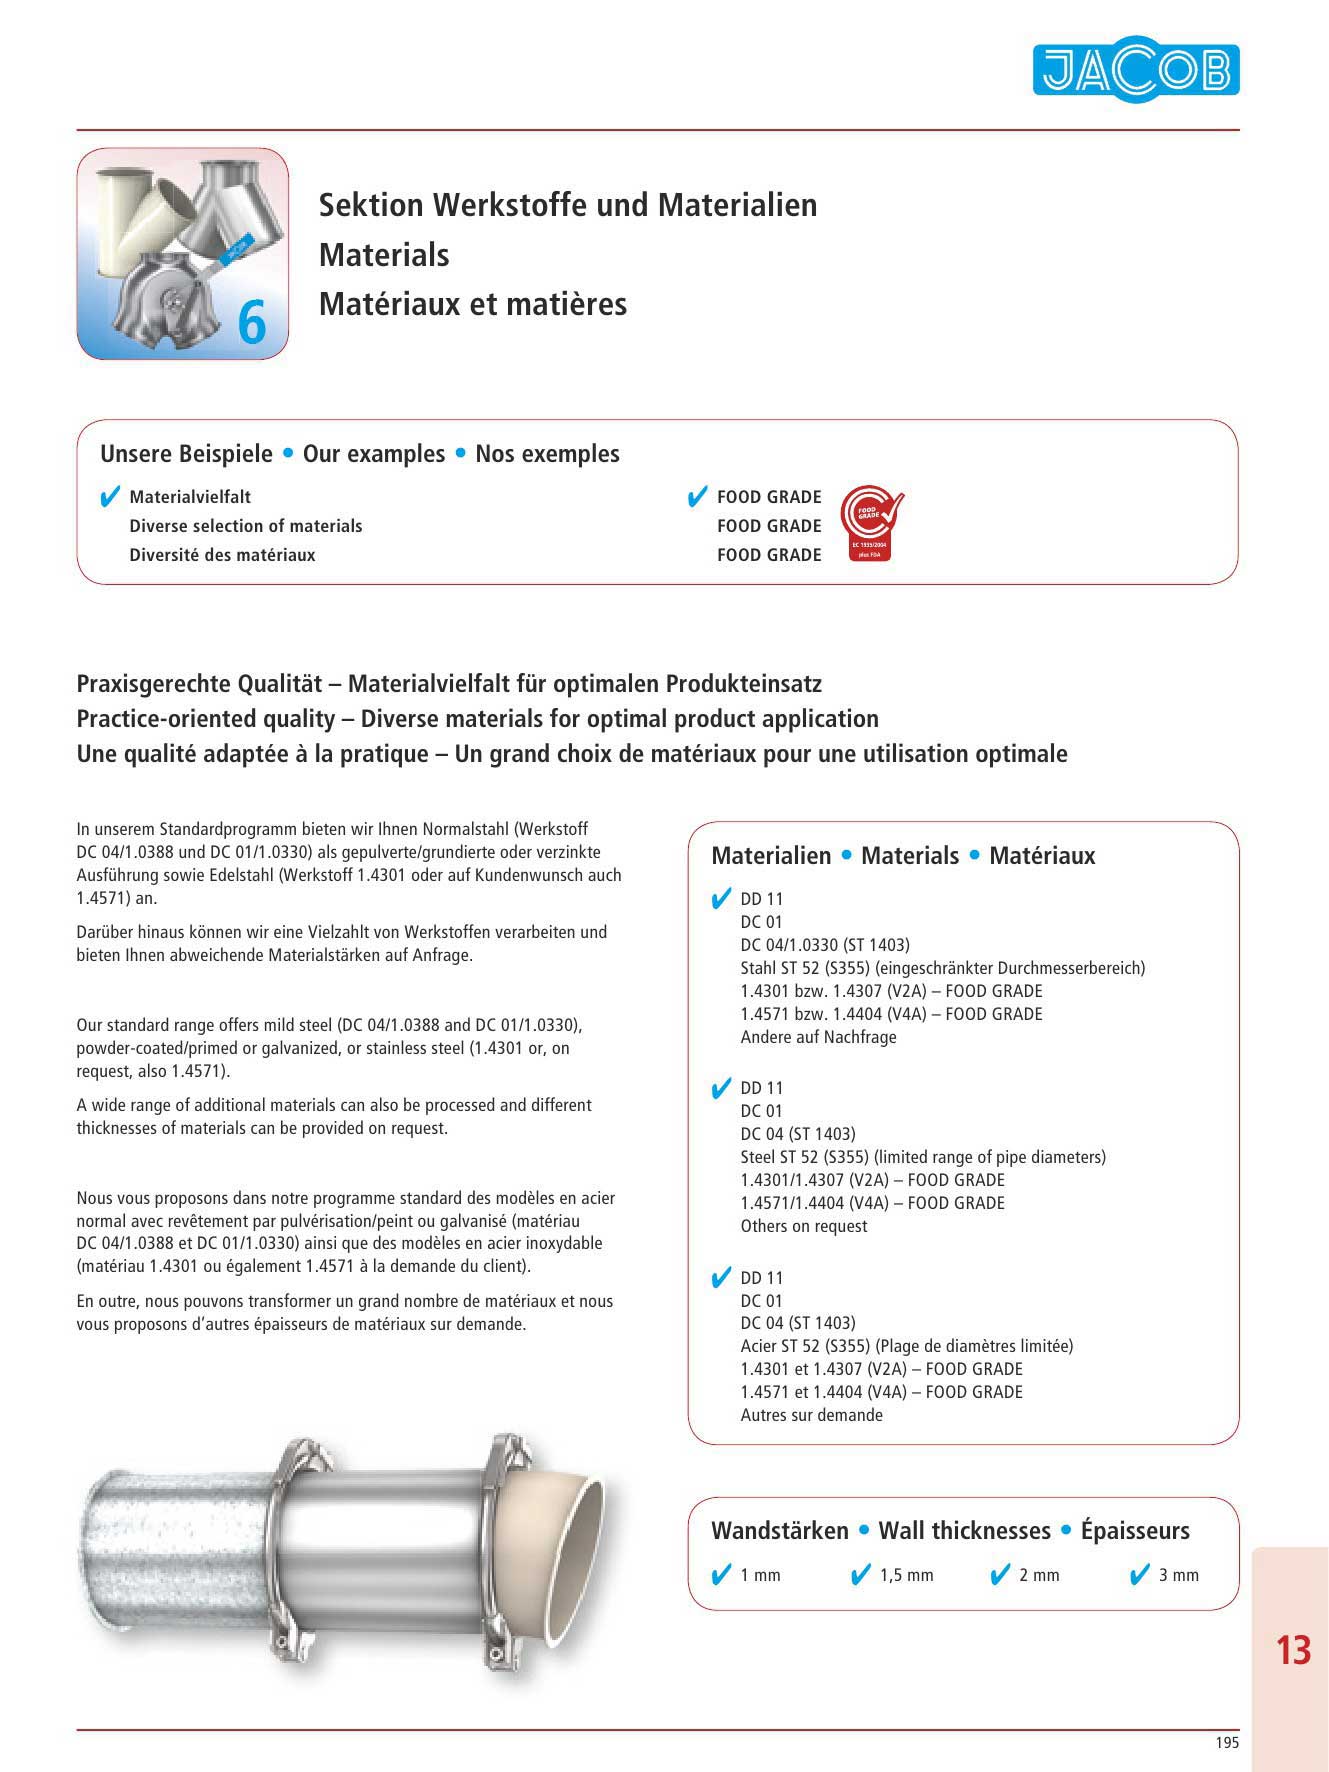 JACOB
6
Sektion Werkstoffe und Materialien
Materials
Matériaux et matières
Unsere Beispiele • Our examples • Nos exemples
✔ Materialvielfalt
Diverse selection of materials
Diversité des matériaux
✔ FOOD GRADE
FOOD GRADE
FOOD GRADE
FOOD
GRADE
EC 1935/2004
plus FDA
Praxisgerechte Qualität – Materialvielfalt für optimalen Produkteinsatz
Practice-oriented quality – Diverse materials for optimal product application
Une qualité adaptée à la pratique – Un grand choix de matériaux pour une utilisation optimale
In unserem Standardprogramm bieten wir Ihnen Normalstahl (Werkstoff
DC 04/1.0388 und DC 01/1.0330) als gepulverte/grundierte oder verzinkte
Ausführung sowie Edelstahl (Werkstoff 1.4301 oder auf Kundenwunsch auch
1.4571) an.
Darüber hinaus können wir eine Vielzahlt von Werkstoffen verarbeiten und
bieten Ihnen abweichende Materialstärken auf Anfrage.
Our standard range offers mild steel (DC 04/1.0388 and DC 01/1.0330),
powder-coated/primed or galvanized, or stainless steel (1.4301 or, on
request, also 1.4571).
A wide range of additional materials can also be processed and different
thicknesses of materials can be provided on request.
Nous vous proposons dans notre programme standard des modèles en acier
normal avec revêtement par pulvérisation/peint ou galvanisé (matériau
DC 04/1.0388 et DC 01/1.0330) ainsi que des modèles en acier inoxydable
(matériau 1.4301 ou également 1.4571 à la demande du client).
En outre, nous pouvons transformer un grand nombre de matériaux et nous
vous proposons d‘autres épaisseurs de matériaux sur demande.
Materialien • Materials • Matériaux
✔ DD 11
DC 01
DC 04/1.0330 (ST 1403)
Stahl ST 52 (S355) (eingeschränkter Durchmesserbereich)
1.4301 bzw. 1.4307 (V2A) – FOOD GRADE
1.4571 bzw. 1.4404 (V4A) – FOOD GRADE
Andere auf Nachfrage
✔ DD 11
DC 01
DC 04 (ST 1403)
Steel ST 52 (S355) (limited range of pipe diameters)
1.4301/1.4307 (V2A) – FOOD GRADE
1.4571/1.4404 (V4A) – FOOD GRADE
Others on request
✔ DD 11
DC 01
DC 04 (ST 1403)
Acier ST 52 (S355) (Plage de diamètres limitée)
1.4301 et 1.4307 (V2A) – FOOD GRADE
1.4571 et 1.4404 (V4A) – FOOD GRADE
Autres sur demande
Wandstärken • Wall thicknesses • Épaisseurs
✔ 1 mm ✔ 1,5 mm ✔ 2 mm ✔ 3 mm
13
195